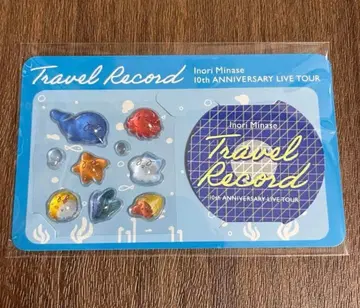 Travel Record
Inori Minase
10th ANNIVERSARY LIVE TOUR
Inori Minase
Travel
Record
10th ANNIVERSARY LIVE TOUR